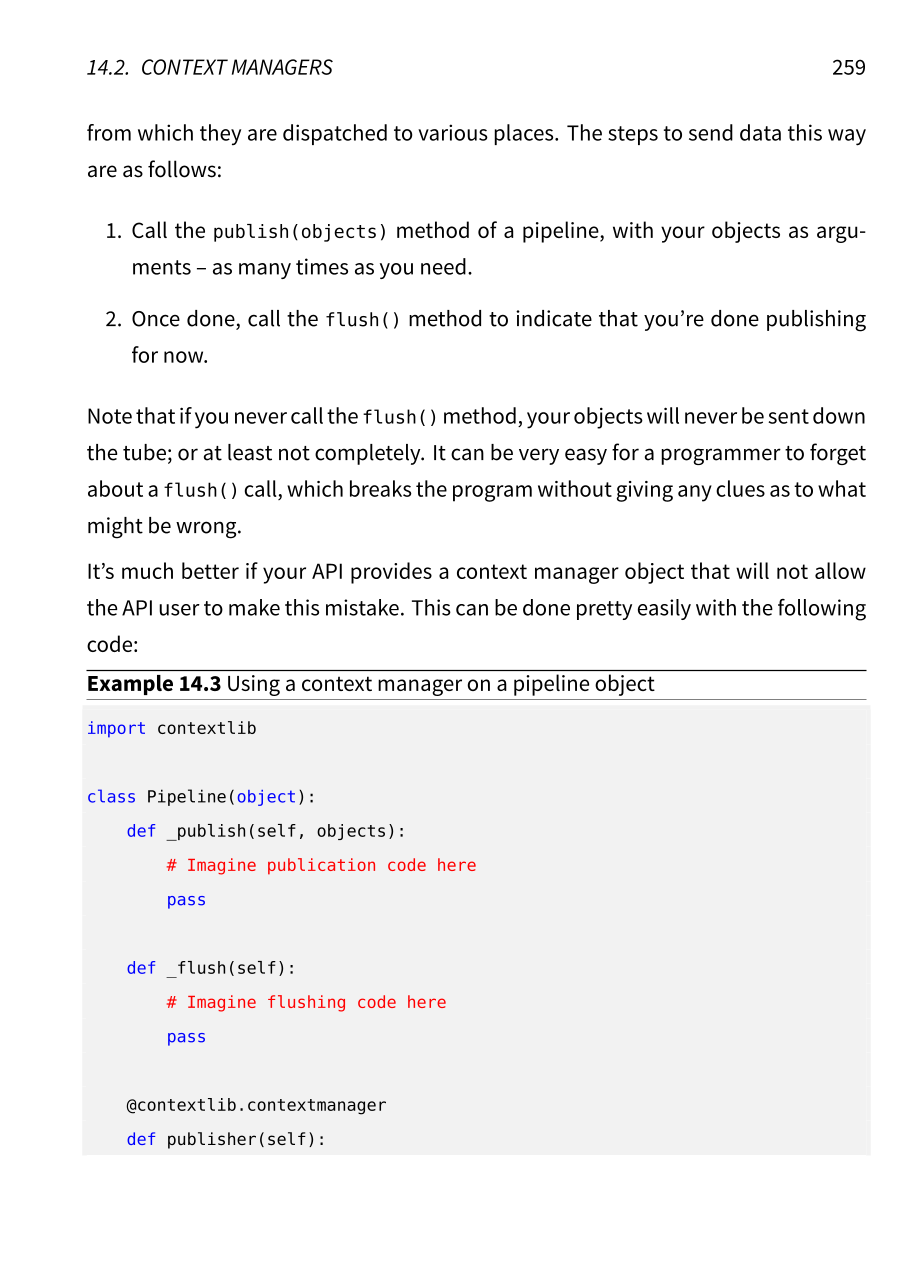 14.2. CONTEXT MANAGERS 259
from which they are dispatched to various places. The steps to send data this way
are as follows:
1. Call the publish(objects) method of a pipeline, with your objects as argu-
ments – as many times as you need.
2. Once done, call the flush() method to indicate that you’re done publishing
for now.
Note that if you never call the flush() method, your objects will never be sent down
the tube; or at least not completely. It can be very easy for a programmer to forget
about a flush() call, which breaks the program without giving any clues as to what
might be wrong.
It’s much better if your API provides a context manager object that will not allow
the API user to make this mistake. This can be done pretty easily with the following
code:
Example 14.3 Using a context manager on a pipeline object
import contextlib
class Pipeline(object):
    def _publish(self, objects):
        # Imagine publication code here
        pass
    def _flush(self):
        # Imagine flushing code here
        pass
    @contextlib.contextmanager
    def publisher(self):